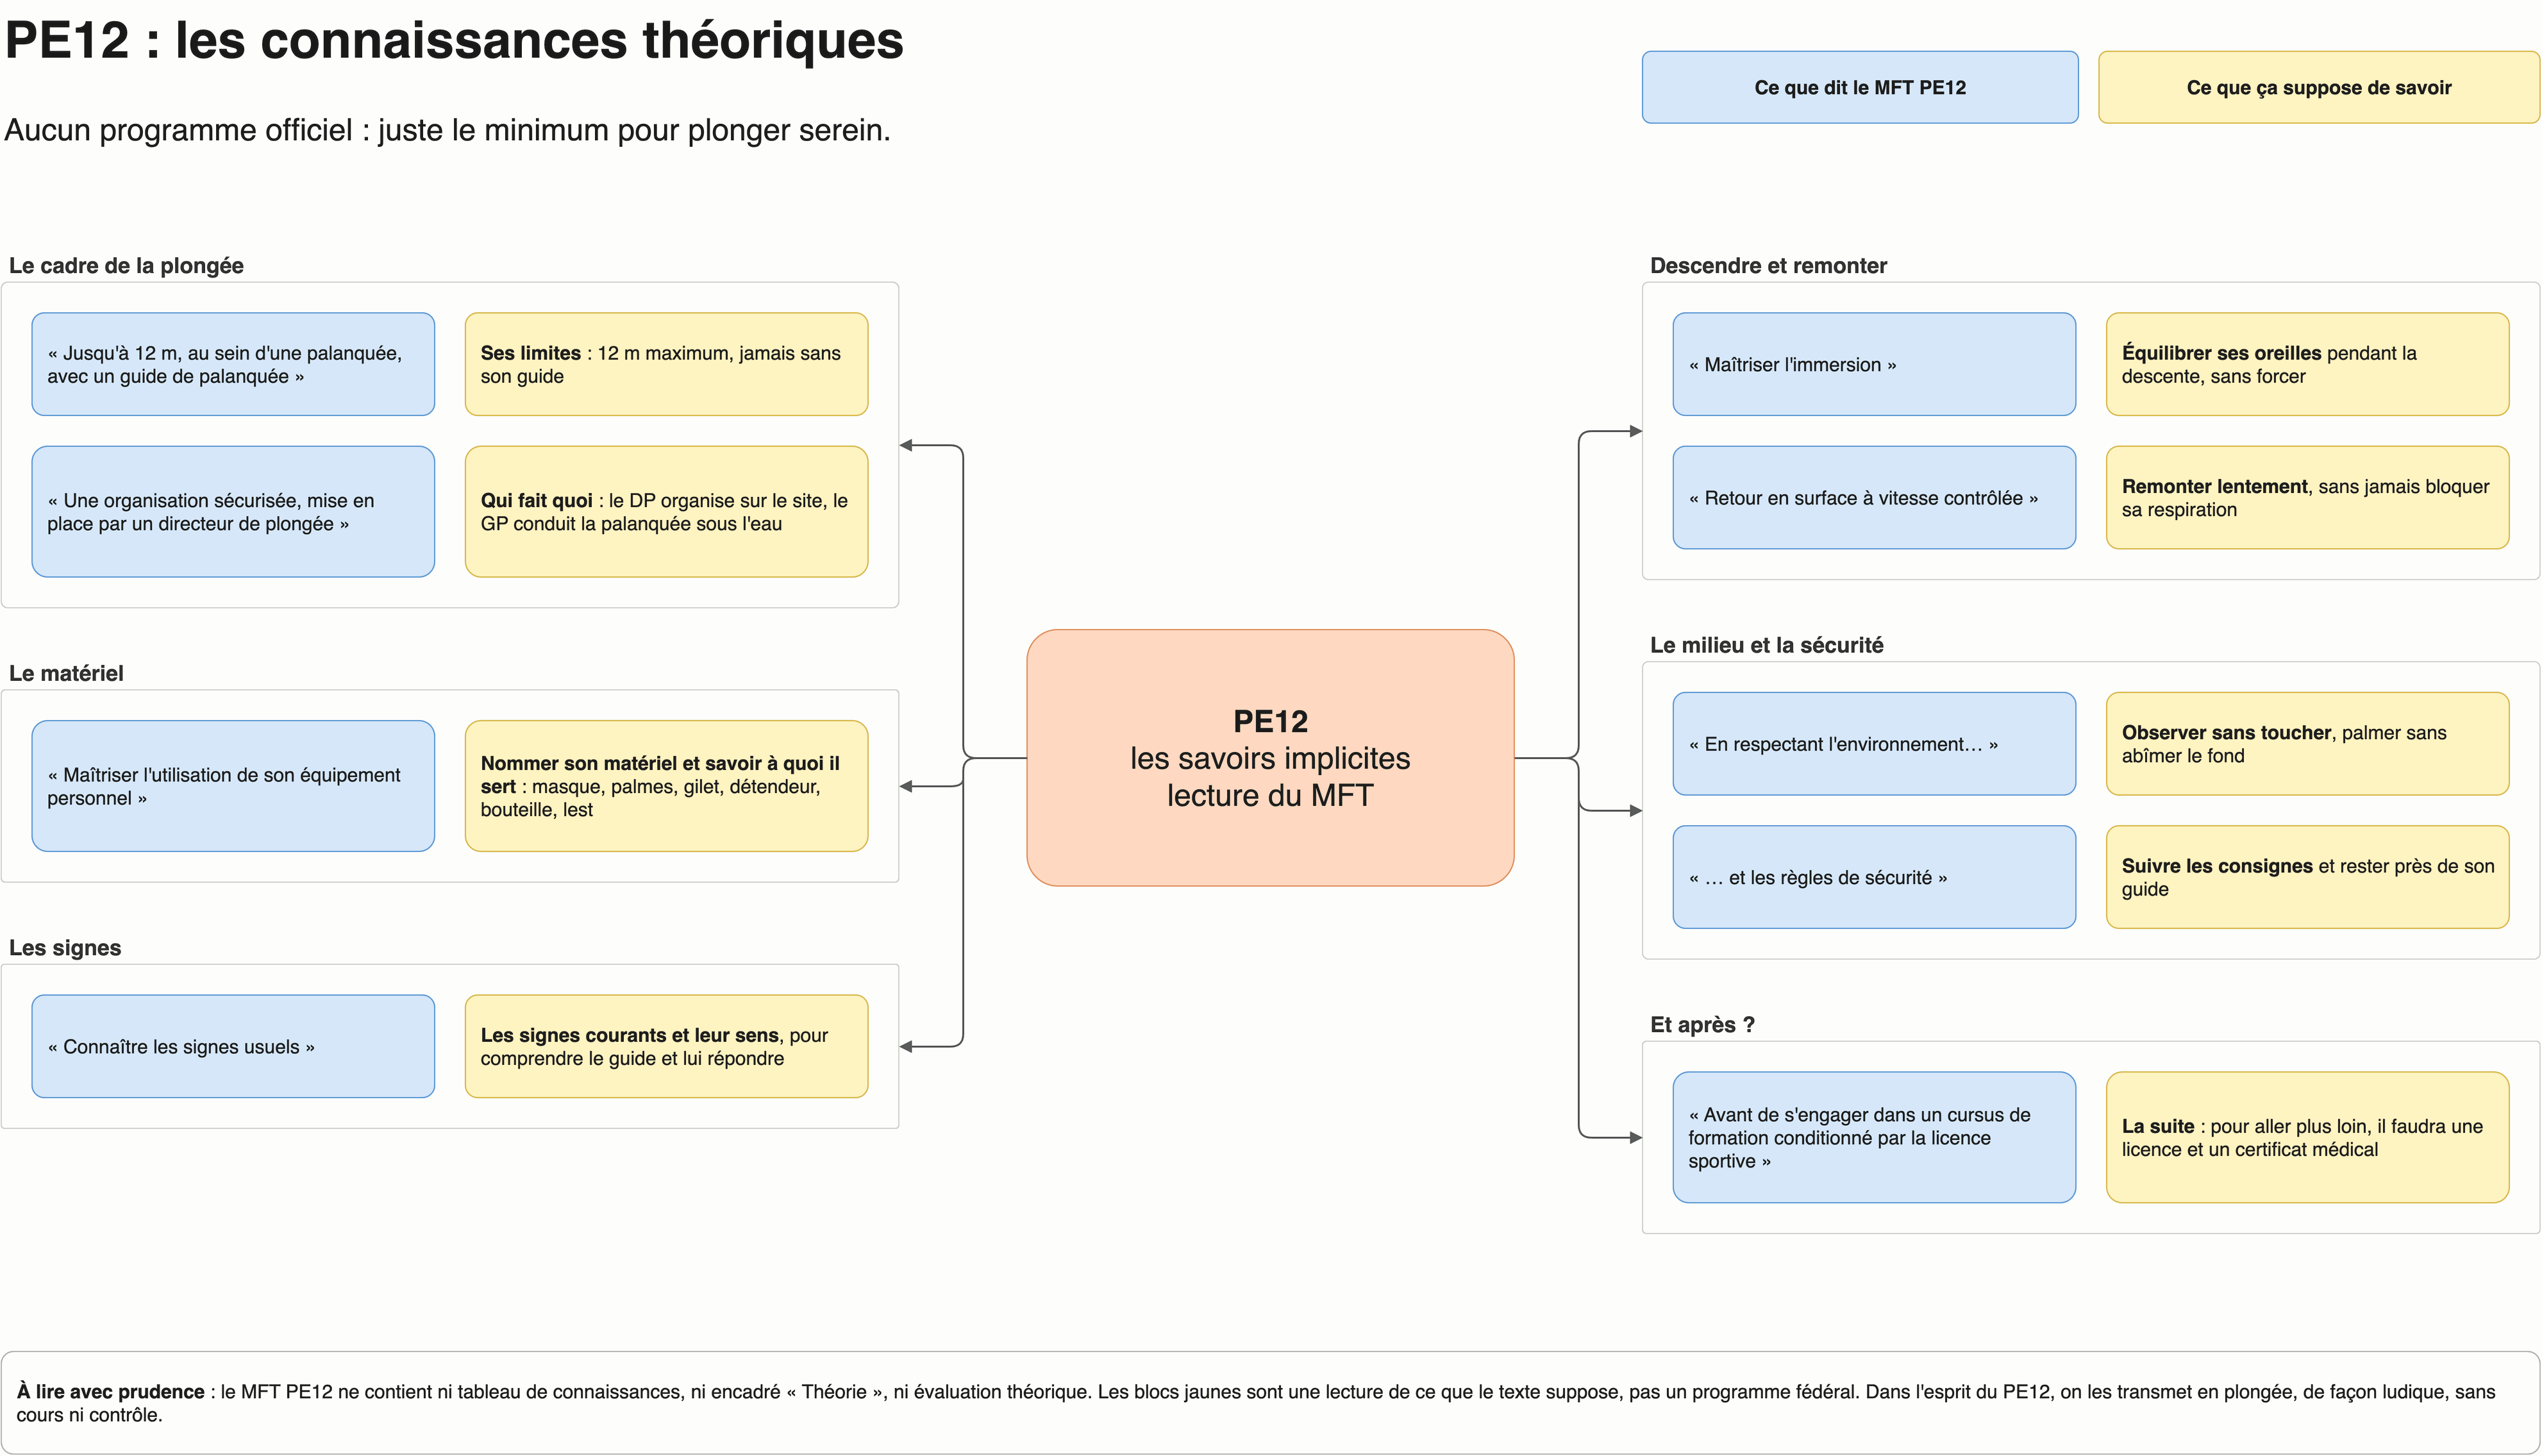 PE12 : les connaissances théoriques
Aucun programme officiel : juste le minimum pour plonger serein.
Ce que dit le MFT PE12
Ce que ça suppose de savoir
Le cadre de la plongée
« Jusqu'à 12 m, au sein d'une palanquée,
avec un guide de palanquée »
Ses limites : 12 m maximum, jamais sans
son guide
« Une organisation sécurisée, mise en
place par un directeur de plongée »
Qui fait quoi : le DP organise sur le site, le
GP conduit la palanquée sous l'eau
Le matériel
« Maîtriser l'utilisation de son équipement
personnel »
Nommer son matériel et savoir à quoi il
sert : masque, palmes, gilet, détendeur,
bouteille, lest
Les signes
« Connaître les signes usuels »
Les signes courants et leur sens, pour
comprendre le guide et lui répondre
PE12
les savoirs implicites
lecture du MFT
Descendre et remonter
« Maîtriser l'immersion »
Équilibrer ses oreilles pendant la
descente, sans forcer
« Retour en surface à vitesse contrôlée »
Remonter lentement, sans jamais bloquer
sa respiration
Le milieu et la sécurité
« En respectant l'environnement… »
Observer sans toucher, palmer sans
abîmer le fond
« … et les règles de sécurité »
Suivre les consignes et rester près de son
guide
Et après ?
« Avant de s'engager dans un cursus de
formation conditionné par la licence
sportive »
La suite : pour aller plus loin, il faudra une
licence et un certificat médical
À lire avec prudence : le MFT PE12 ne contient ni tableau de connaissances, ni encadré « Théorie », ni évaluation théorique. Les blocs jaunes sont une lecture de ce que le texte suppose, pas un programme fédéral. Dans l'esprit du PE12, on les transmet en plongée, de façon ludique, sans
cours ni contrôle.